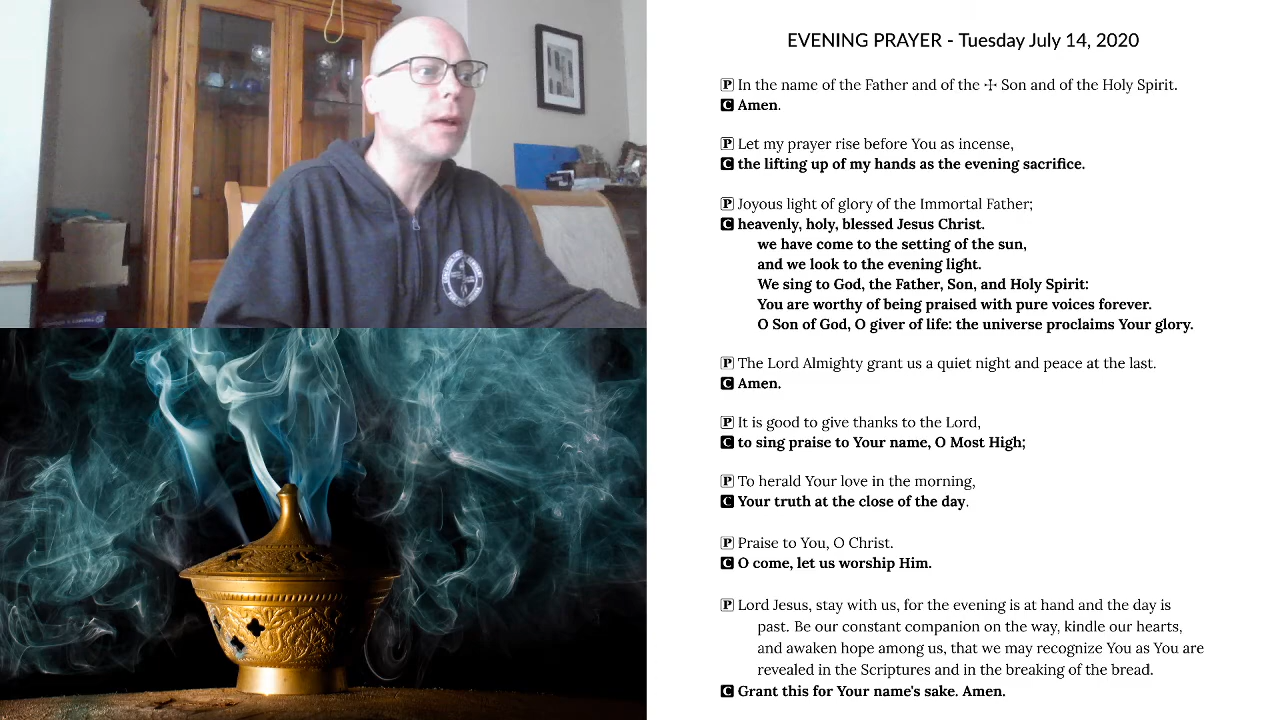 EVENING PRAYER - Tuesday July 14, 2020
P In the name of the Father and of the ☩ Son and of the Holy Spirit.
C Amen.
P Let my prayer rise before You as incense,
C the lifting up of my hands as the evening sacrifice.
P Joyous light of glory of the Immortal Father;
C heavenly, holy, blessed Jesus Christ.
we have come to the setting of the sun,
and we look to the evening light.
We sing to God, the Father, Son, and Holy Spirit:
You are worthy of being praised with pure voices forever.
O Son of God, O giver of life: the universe proclaims Your glory.
P The Lord Almighty grant us a quiet night and peace at the last.
C Amen.
P It is good to give thanks to the Lord,
C to sing praise to Your name, O Most High;
P To herald Your love in the morning,
C Your truth at the close of the day.
P Praise to You, O Christ.
C O come, let us worship Him.
P Lord Jesus, stay with us, for the evening is at hand and the day is
past. Be our constant companion on the way, kindle our hearts,
and awaken hope among us, that we may recognize You as You are
revealed in the Scriptures and in the breaking of the bread.
C Grant this for Your name's sake. Amen.